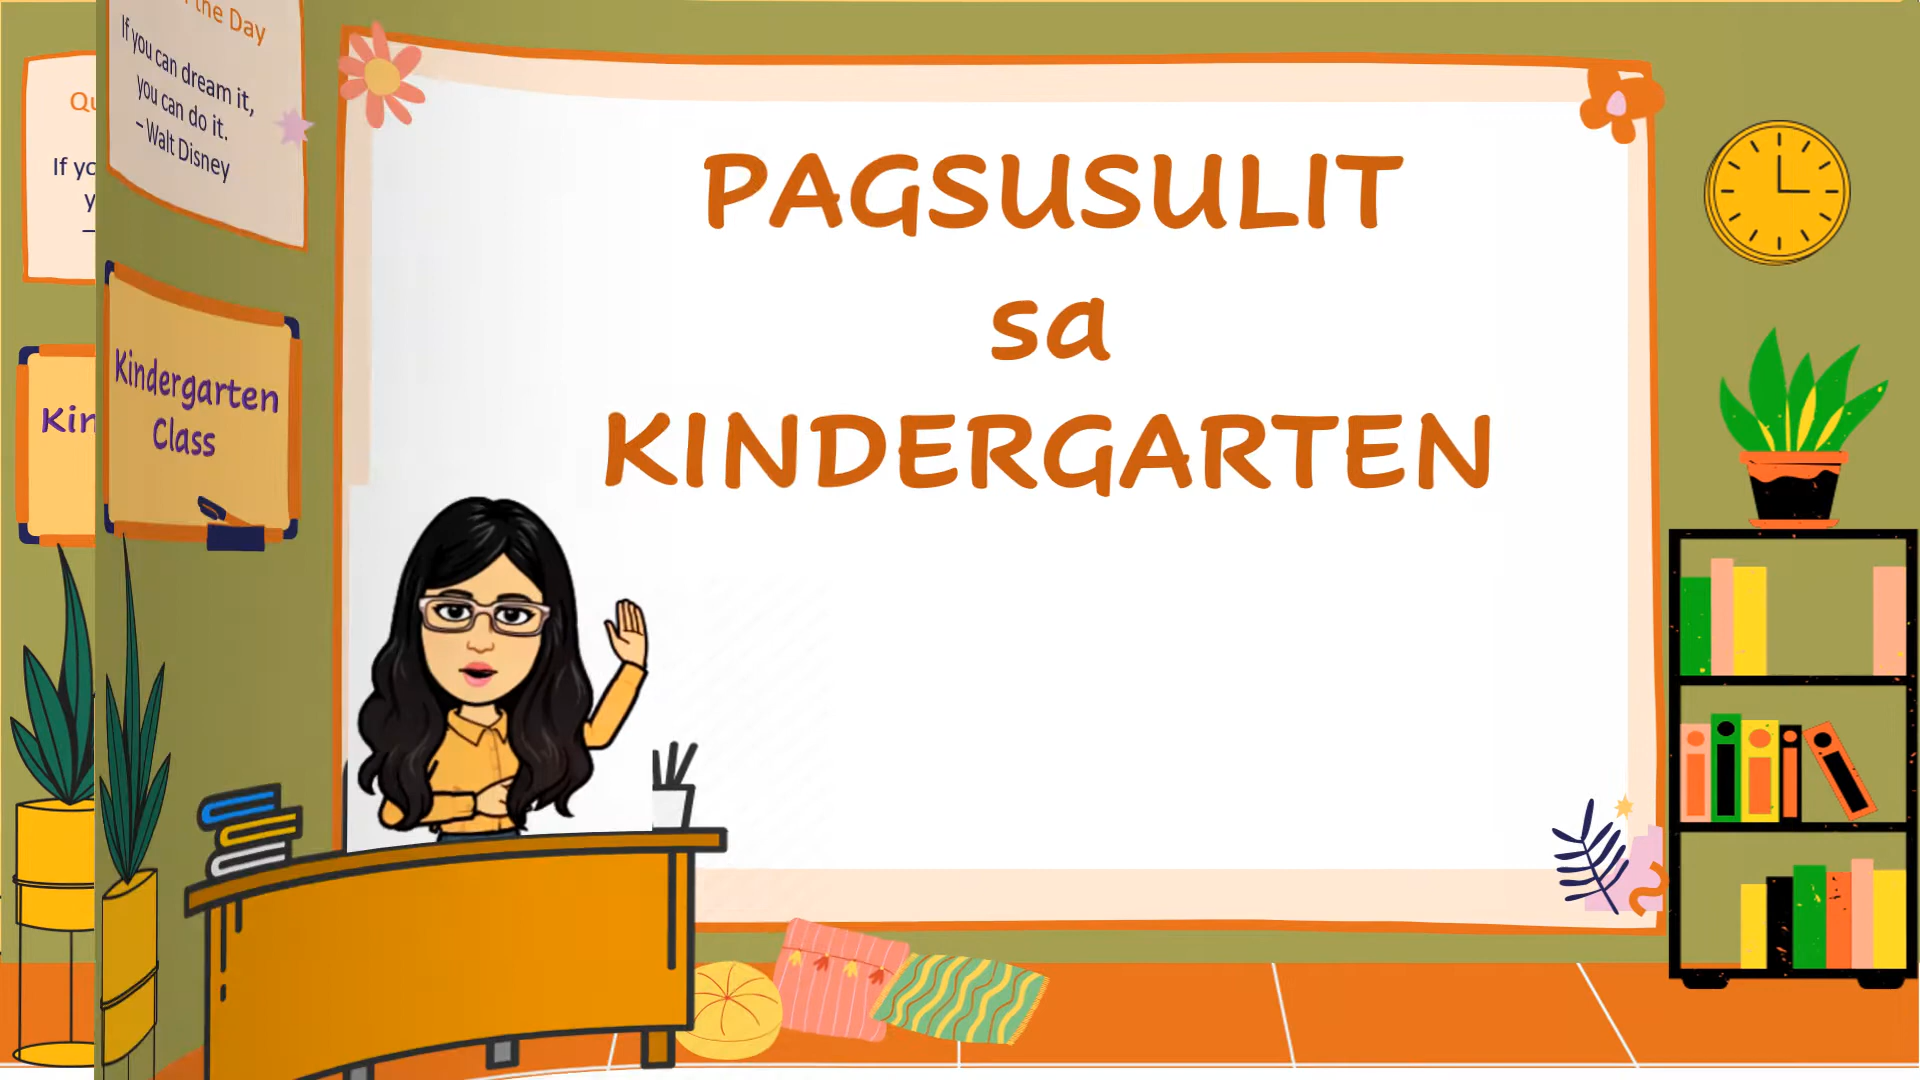 the Day
If you can dream it,
you can do it.
– Walt Disney
Qu
If yo
y
–
Kindergarten
Class
Kin
PAGSUSULIT
sa
KINDERGARTEN